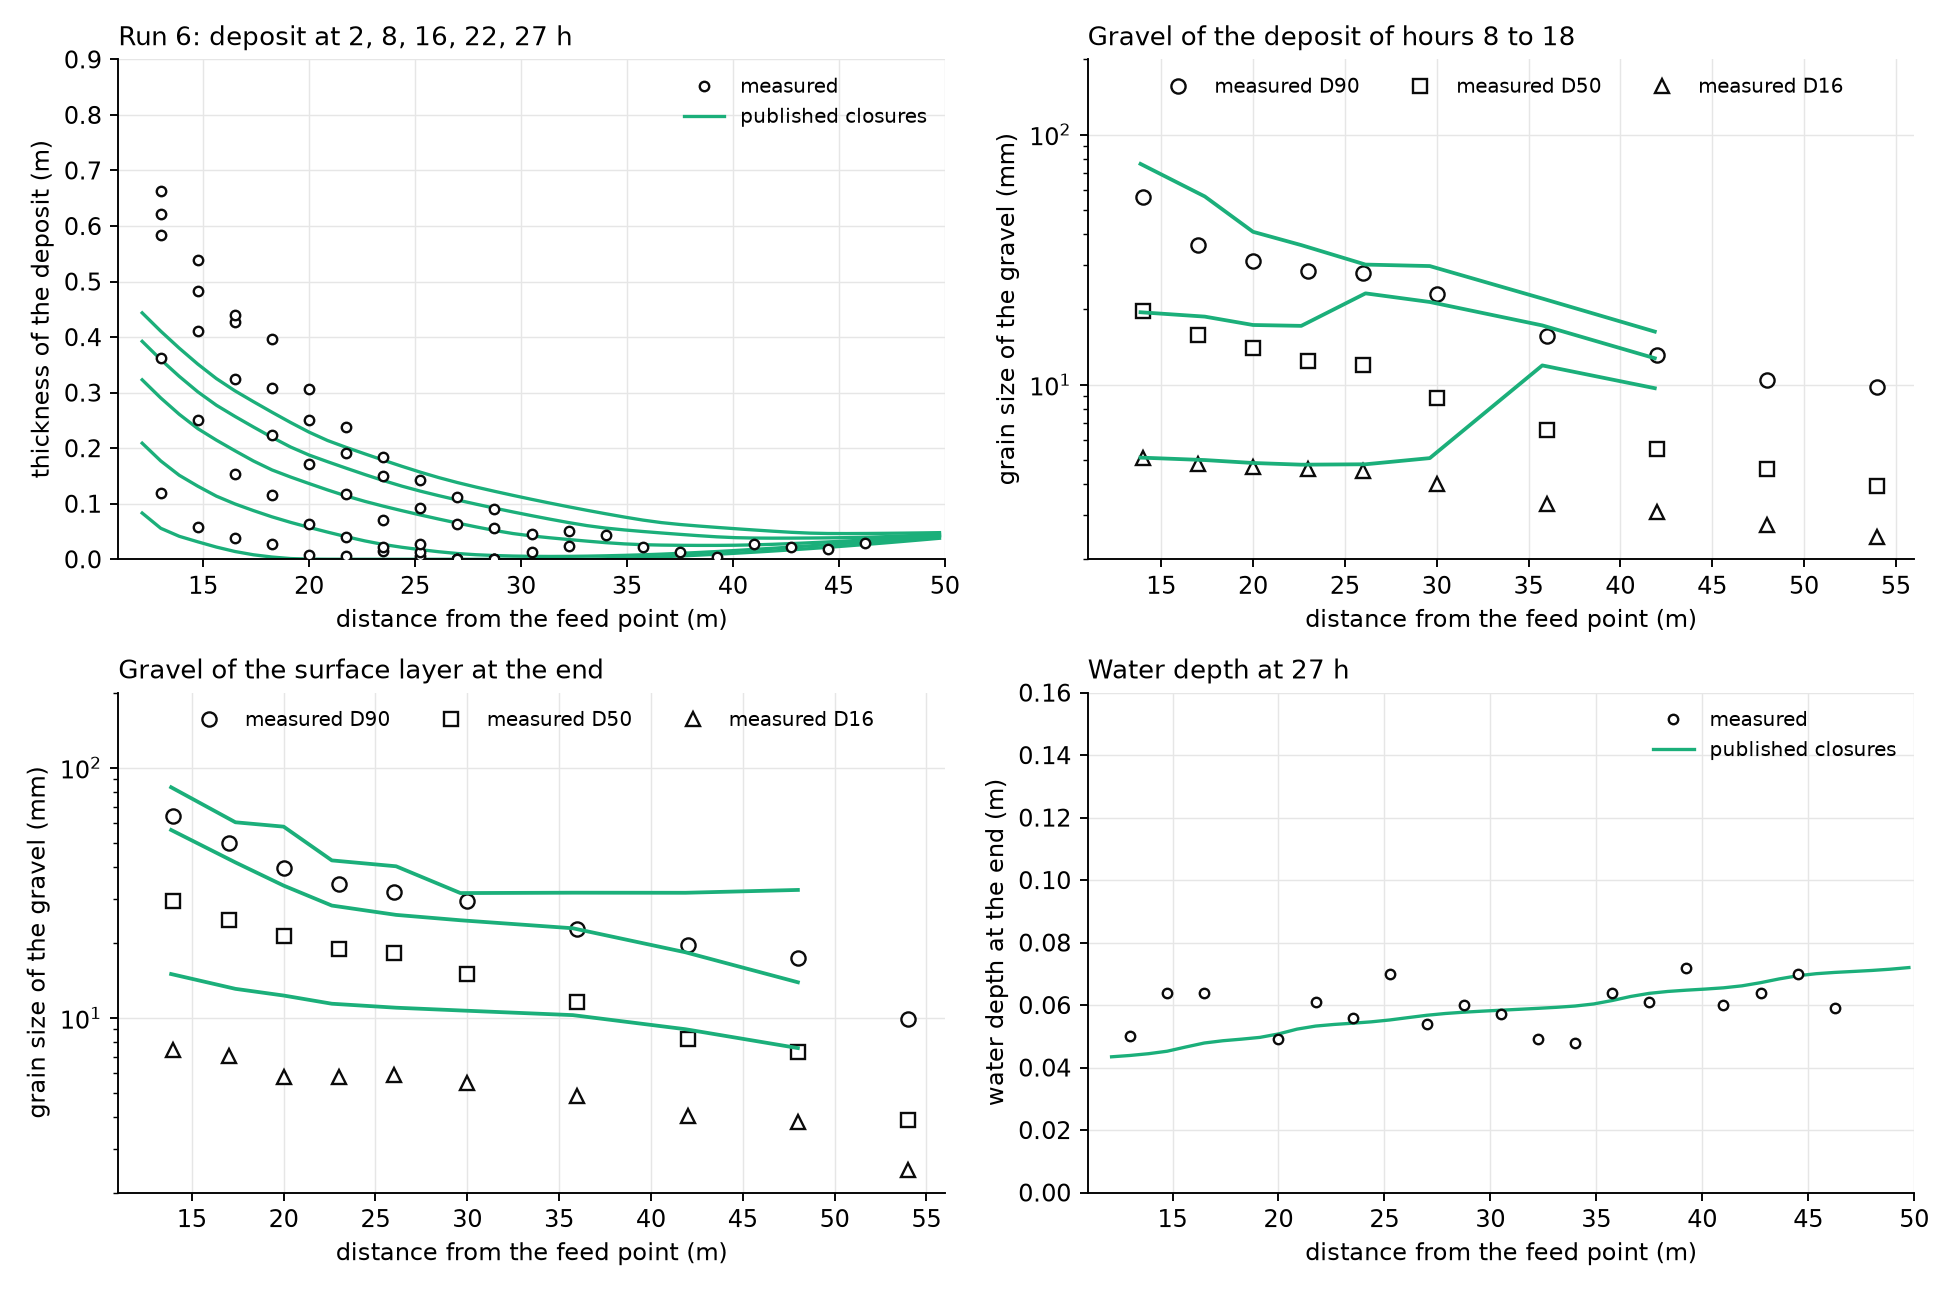 Run 6: deposit at 2, 8, 16, 22, 27 h
0.9
0.8
0.7
0.6
0.5
0.4
0.3
0.2
0.1
0.0
thickness of the deposit (m)
measured
published closures
15 20 25 30 35 40 45 50
distance from the feed point (m)
Gravel of the deposit of hours 8 to 18
measured D90 measured D50 measured D16
10²
10¹
grain size of the gravel (mm)
15 20 25 30 35 40 45 50 55
distance from the feed point (m)
Gravel of the surface layer at the end
measured D90 measured D50 measured D16
10²
10¹
grain size of the gravel (mm)
15 20 25 30 35 40 45 50 55
distance from the feed point (m)
Water depth at 27 h
0.16
0.14
0.12
0.10
0.08
0.06
0.04
0.02
0.00
water depth at the end (m)
measured
published closures
15 20 25 30 35 40 45 50
distance from the feed point (m)